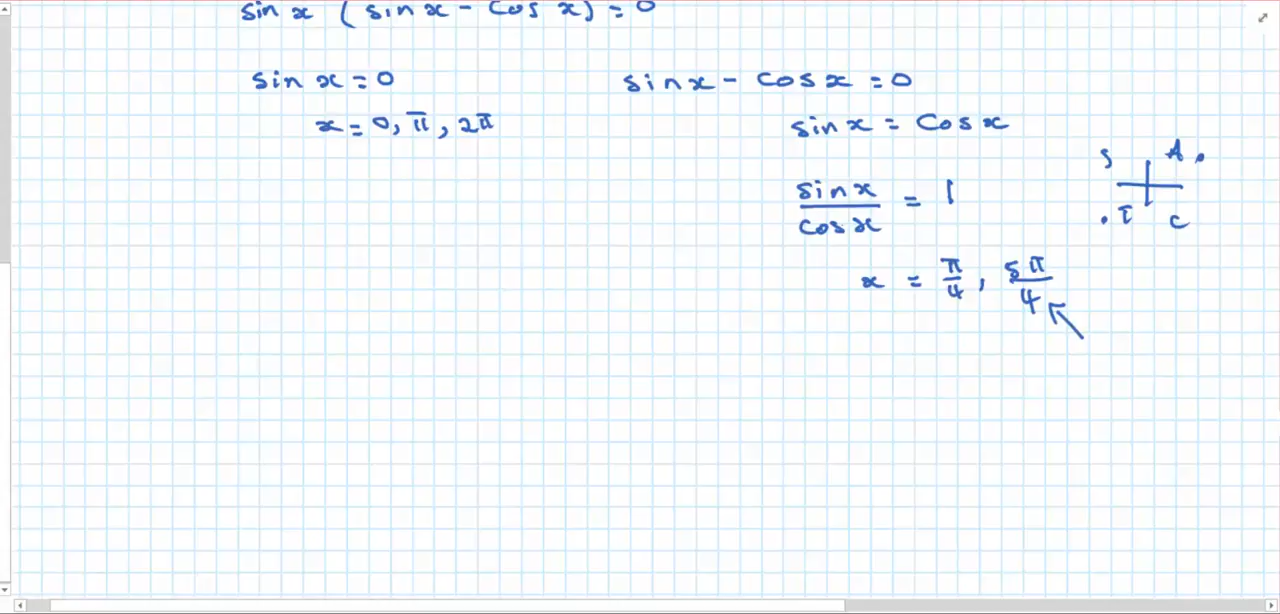 sin x (sin x - cos x) = 0
sin x = 0
x = 0, π, 2π
sin x - cos x = 0
sin x = cos x
sin x / cos x = 1
S A
T C
x = π/4, 5π/4